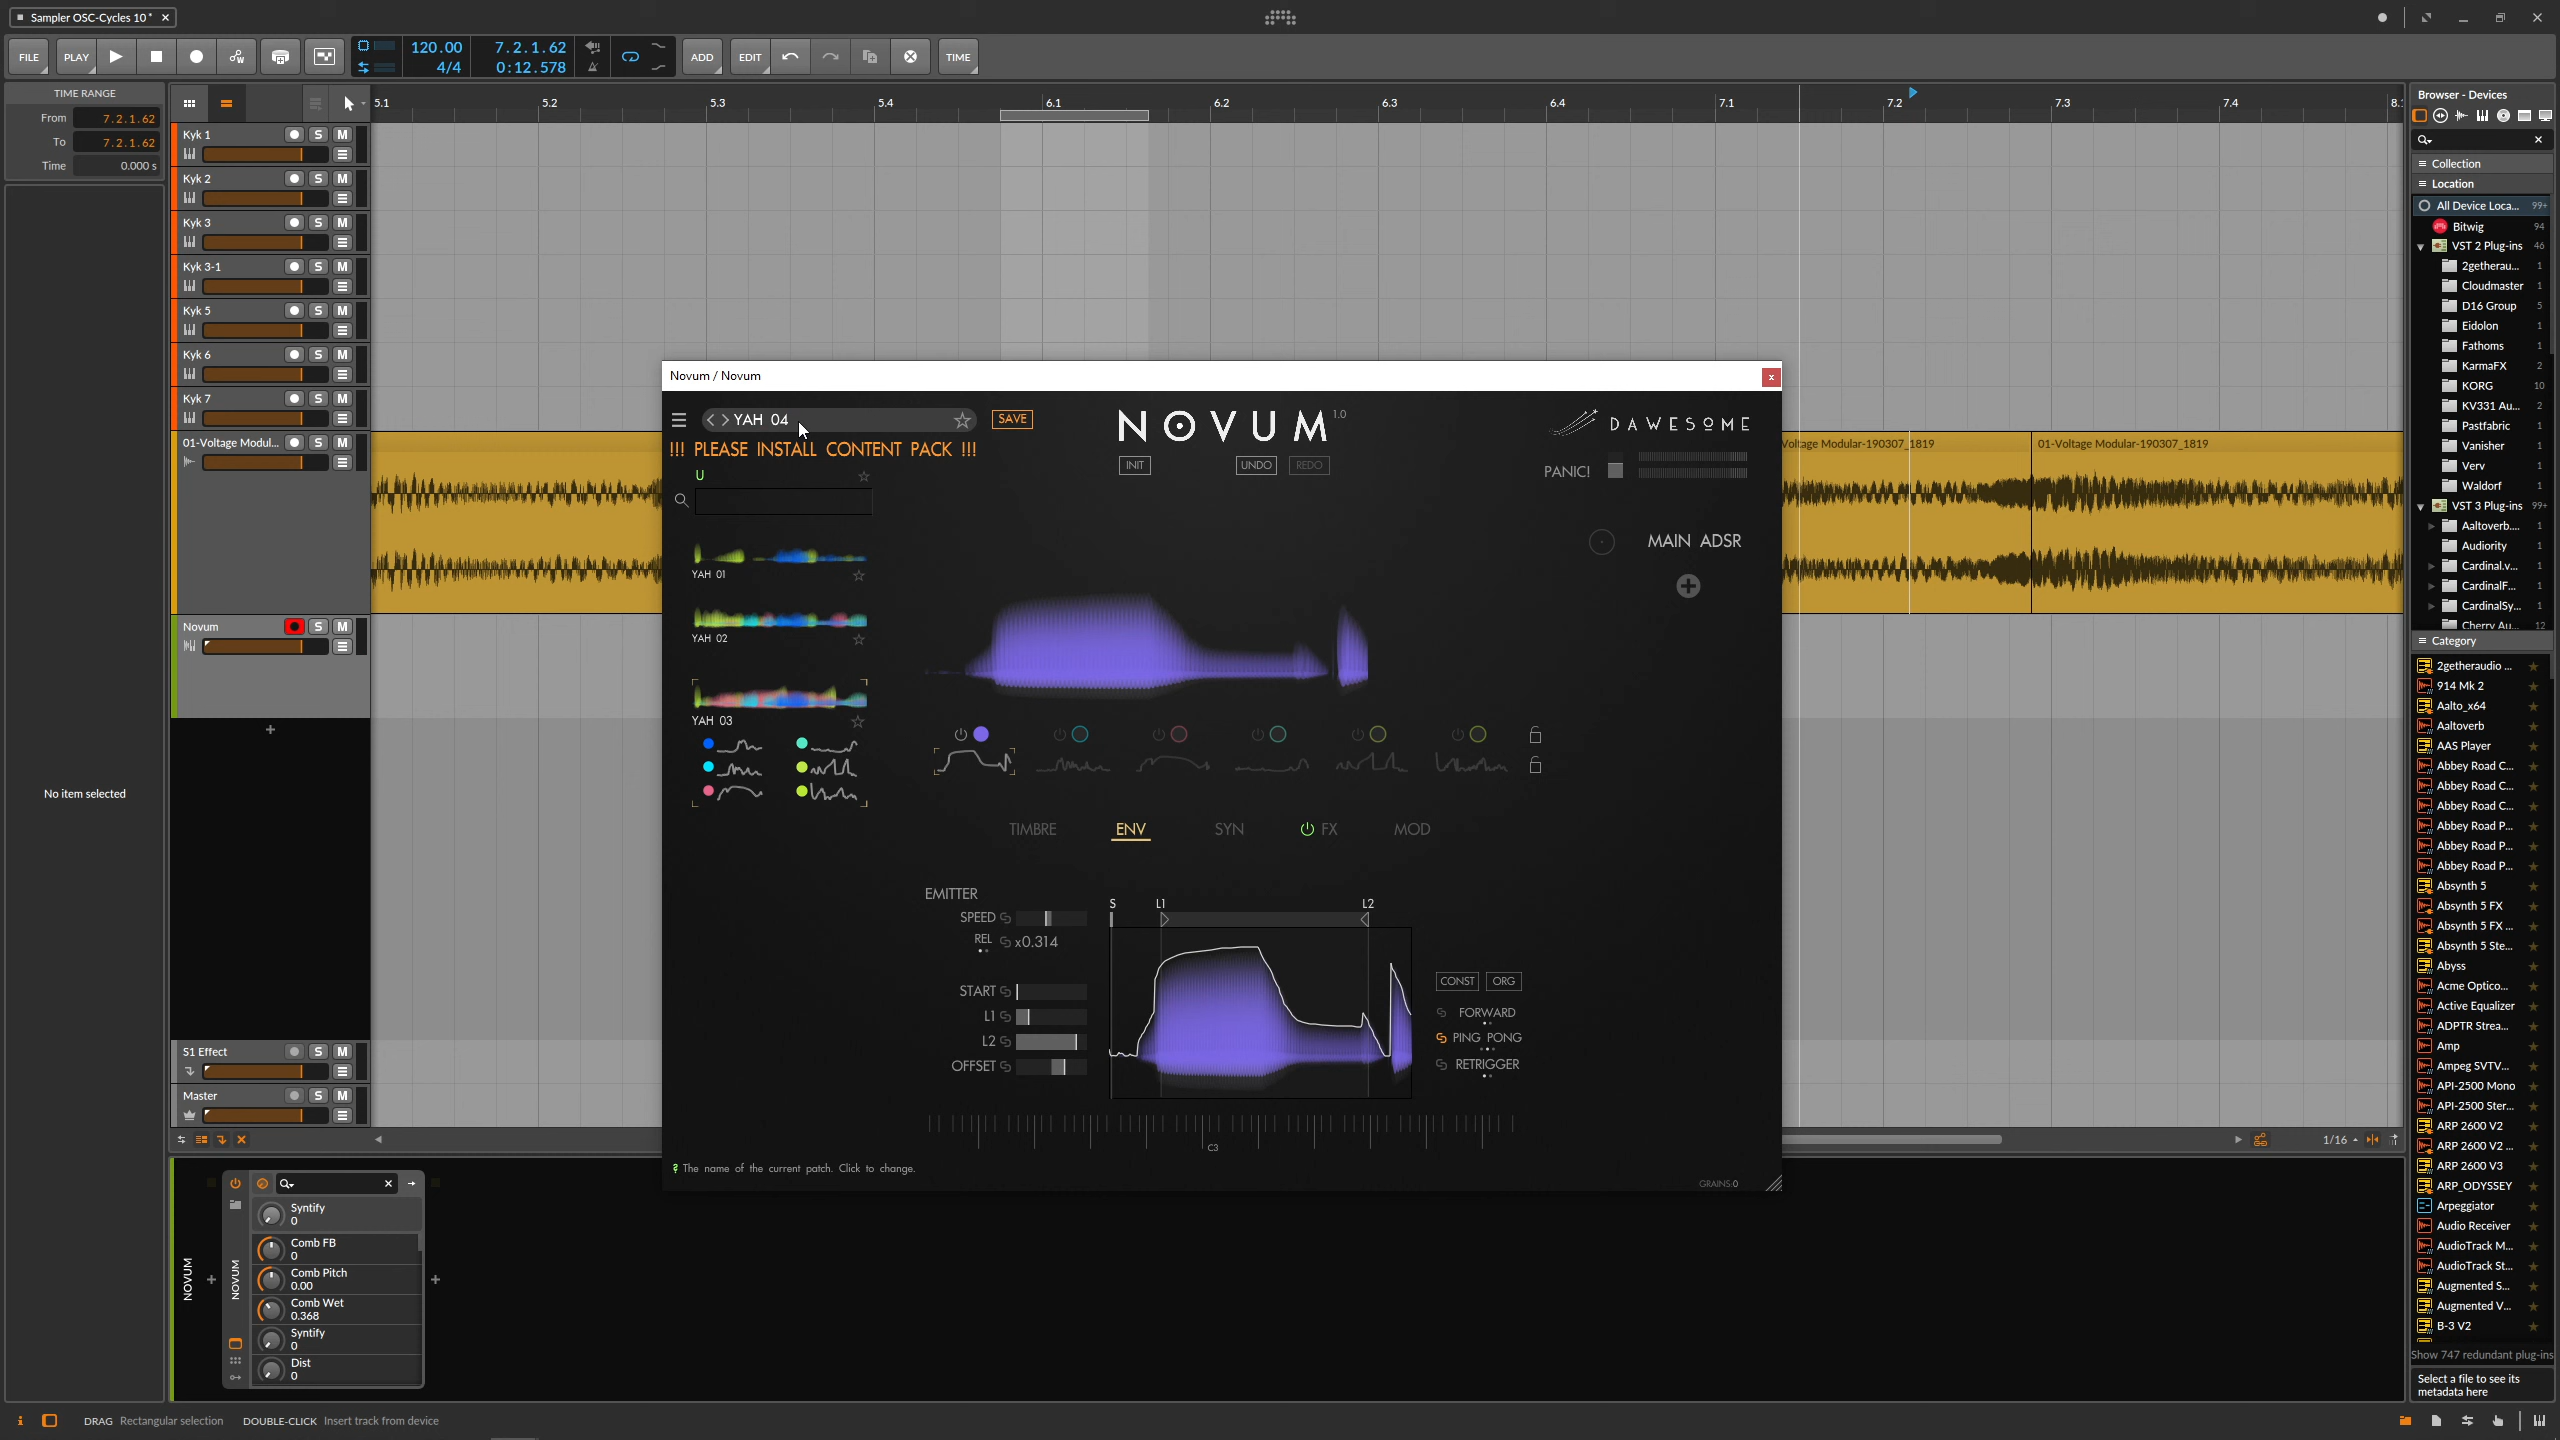 Sampler OSC-Cycles 10*
FILE
PLAY
120.00
4/4
7.2.1.62
0:12.578
ADD
EDIT
TIME
TIME RANGE
From 7.2.1.62
To 7.2.1.62
Time 0.000 s
No item selected
5.1 5.2 5.3 5.4 6.1 6.2 6.3 6.4 7.1 7.2 7.3 7.4
Kyk 1 S M
Kyk 2 S M
Kyk 3 S M
Kyk 3-1 S M
Kyk 5 S M
Kyk 6 S M
Kyk 7 S M
01-Voltage Modul... S M
Voltage Modular-190307_1819
01-Voltage Modular-190307_1819
Novum S M
S1 Effect S M
Master S M
1/16
Novum / Novum
YAH 04
SAVE
NOVUM 1.0
DAWESOME
!!! PLEASE INSTALL CONTENT PACK !!!
INIT
UNDO
REDO
PANIC!
U
YAH 01
YAH 02
YAH 03
MAIN ADSR
TIMBRE
ENV
SYN
FX
MOD
EMITTER
SPEED
REL x0.314
START
L1
L2
OFFSET
S L1 L2
CONST
ORG
FORWARD
PING PONG
RETRIGGER
C3
The name of the current patch. Click to change.
GRAINS:0
NOVUM
NOVUM
Syntify
0
Comb FB
0
Comb Pitch
0.00
Comb Wet
0.368
Syntify
0
Dist
0
DRAG Rectangular selection DOUBLE-CLICK Insert track from device
Browser - Devices
Collection
Location
All Device Loca... 99+
Bitwig 94
VST 2 Plug-ins 46
2getherau... 1
Cloudmaster 1
D16 Group 5
Eidolon 1
Fathoms 1
KarmaFX 2
KORG 10
KV331 Au... 2
Pastfabric 1
Vanisher 1
Verv 1
Waldorf 1
VST 3 Plug-ins 99+
Aaltoverb.... 1
Audiority 1
Cardinal.v... 1
CardinalF... 1
CardinalSy... 1
Cherry Au... 12
Category
2getheraudio ...
914 Mk 2
Aalto_x64
Aaltoverb
AAS Player
Abbey Road C...
Abbey Road C...
Abbey Road C...
Abbey Road P...
Abbey Road P...
Abbey Road P...
Absynth 5
Absynth 5 FX
Absynth 5 FX ...
Absynth 5 Ste...
Abyss
Acme Optico...
Active Equalizer
ADPTR Strea...
Amp
Ampeg SVTV...
API-2500 Mono
API-2500 Ster...
ARP 2600 V2
ARP 2600 V2 ...
ARP 2600 V3
ARP_ODYSSEY
Arpeggiator
Audio Receiver
AudioTrack M...
AudioTrack St...
Augmented S...
Augmented V...
B-3 V2
Show 747 redundant plug-ins
Select a file to see its
metadata here